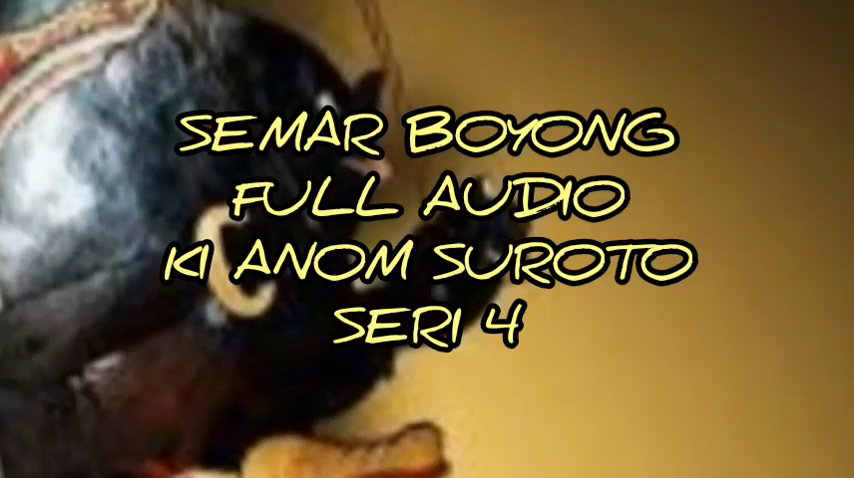 SEMAR BOYONG
FULL AUDIO
KI ANOM SUROTO
SERI 4